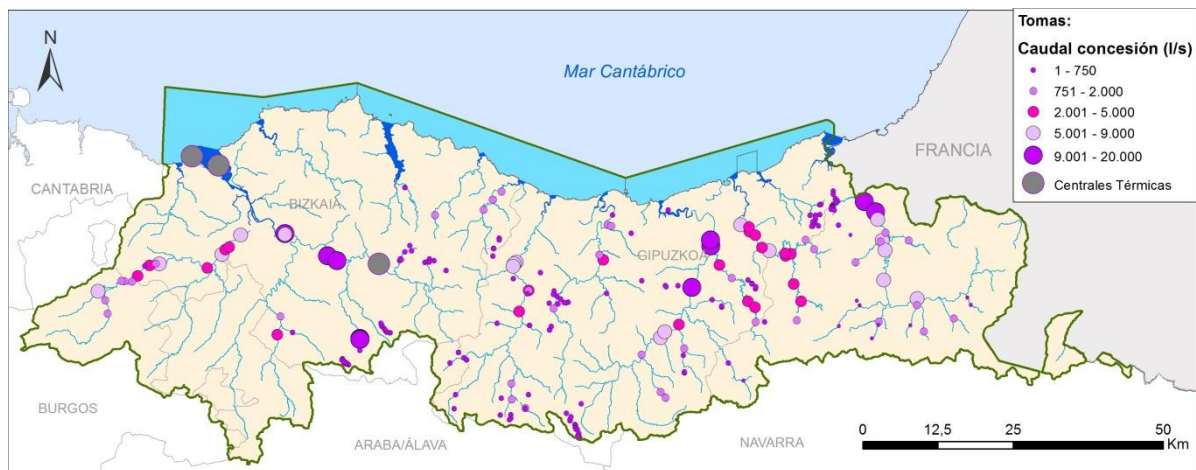 N
Mar Cantábrico
FRANCIA
CANTABRIA
BIZKAIA
GIPUZKOA
BURGOS
ARABA/ÁLAVA
NAVARRA
Tomas:
Caudal concesión (l/s)
1 - 750
751 - 2.000
2.001 - 5.000
5.001 - 9.000
9.001 - 20.000
Centrales Térmicas
0 12,5 25 50
Km